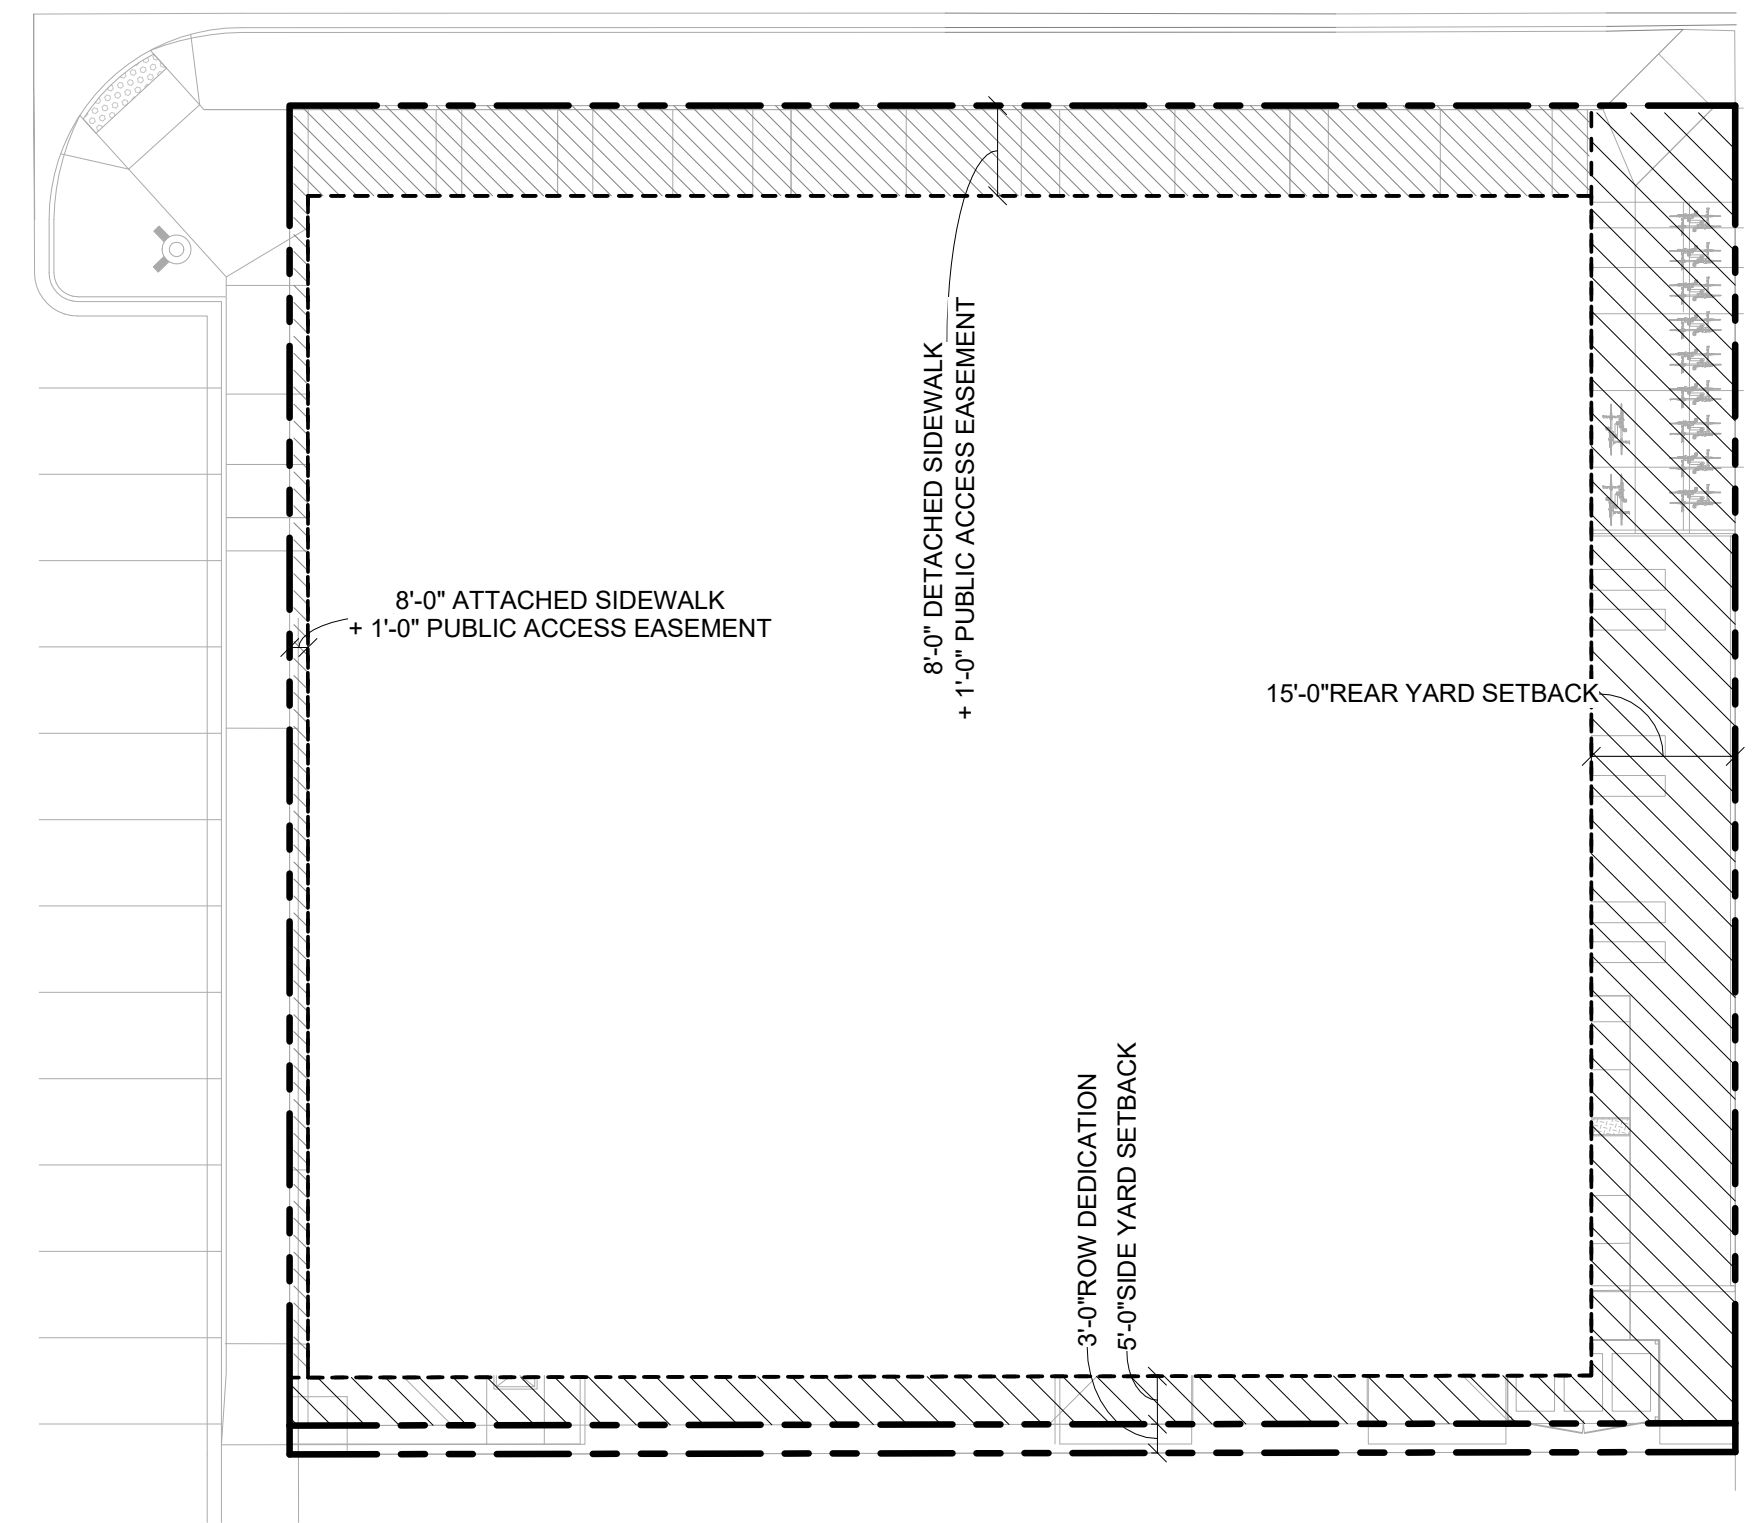 8'-0" DETACHED SIDEWALK
+ 1'-0" PUBLIC ACCESS EASEMENT
8'-0" ATTACHED SIDEWALK
+ 1'-0" PUBLIC ACCESS EASEMENT
15'-0"REAR YARD SETBACK
3'-0"ROW DEDICATION
5'-0"SIDE YARD SETBACK